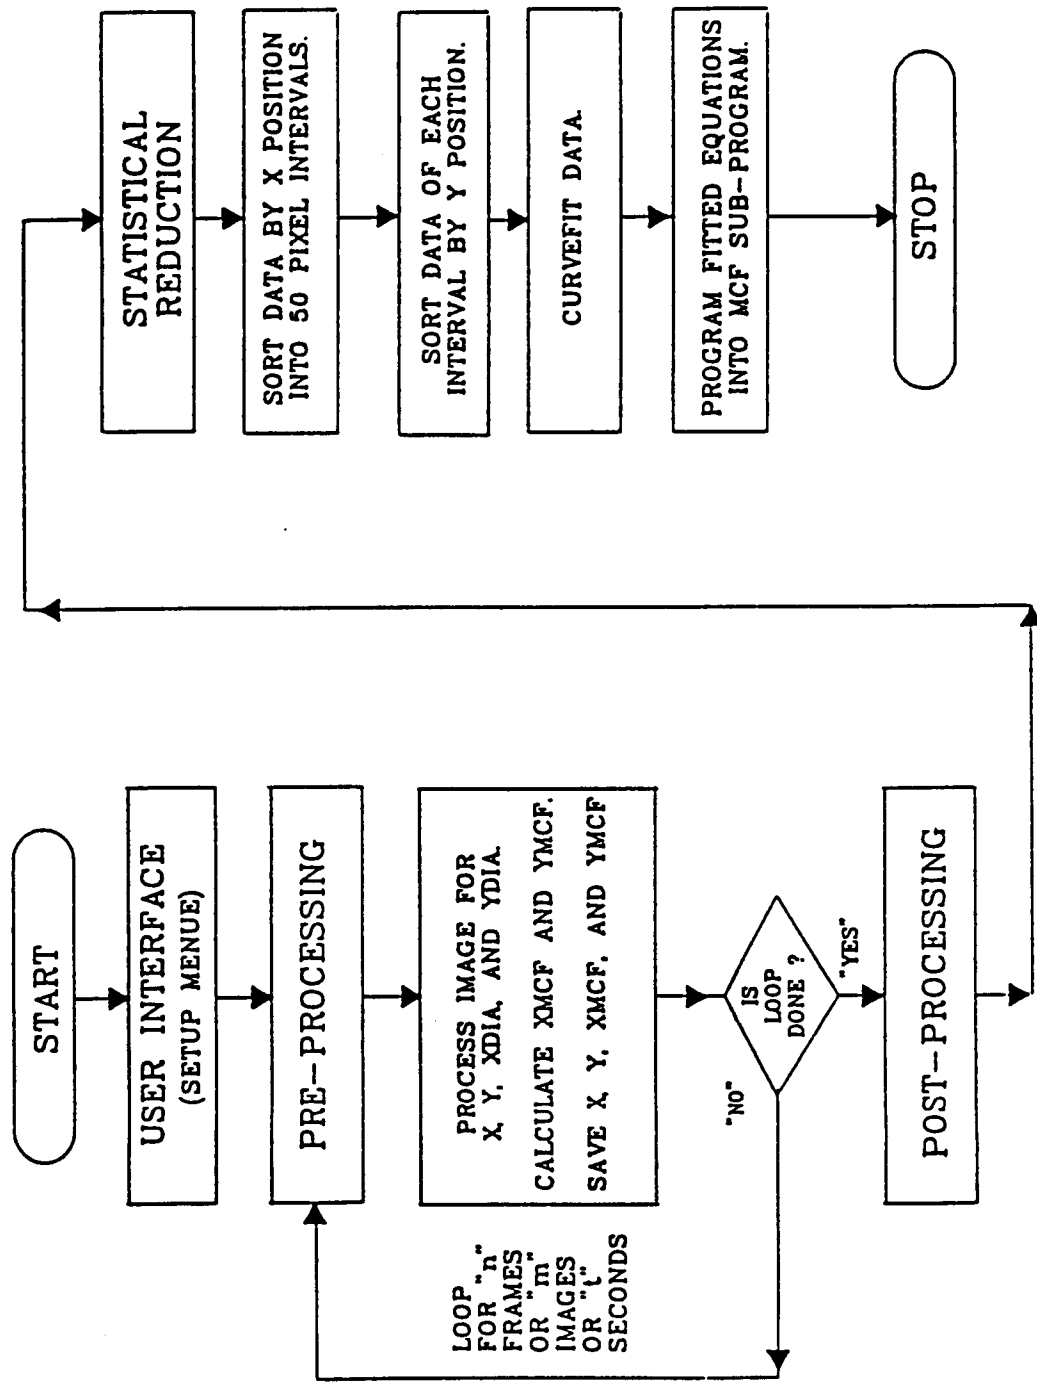 START
USER INTERFACE
(SETUP MENUE)
PRE-PROCESSING
PROCESS IMAGE FOR
X, Y, XDIA, AND YDIA.
CALCULATE XMCF AND YMCF.
SAVE X, Y, XMCF, AND YMCF
LOOP
FOR "n"
FRAMES
OR "m"
IMAGES
OR "t"
SECONDS
IS
LOOP
DONE ?
"NO"
"YES"
POST-PROCESSING
STATISTICAL
REDUCTION
SORT DATA BY X POSITION
INTO 50 PIXEL INTERVALS.
SORT DATA OF EACH
INTERVAL BY Y POSITION.
CURVEFIT DATA.
PROGRAM FITTED EQUATIONS
INTO MCF SUB-PROGRAM.
STOP